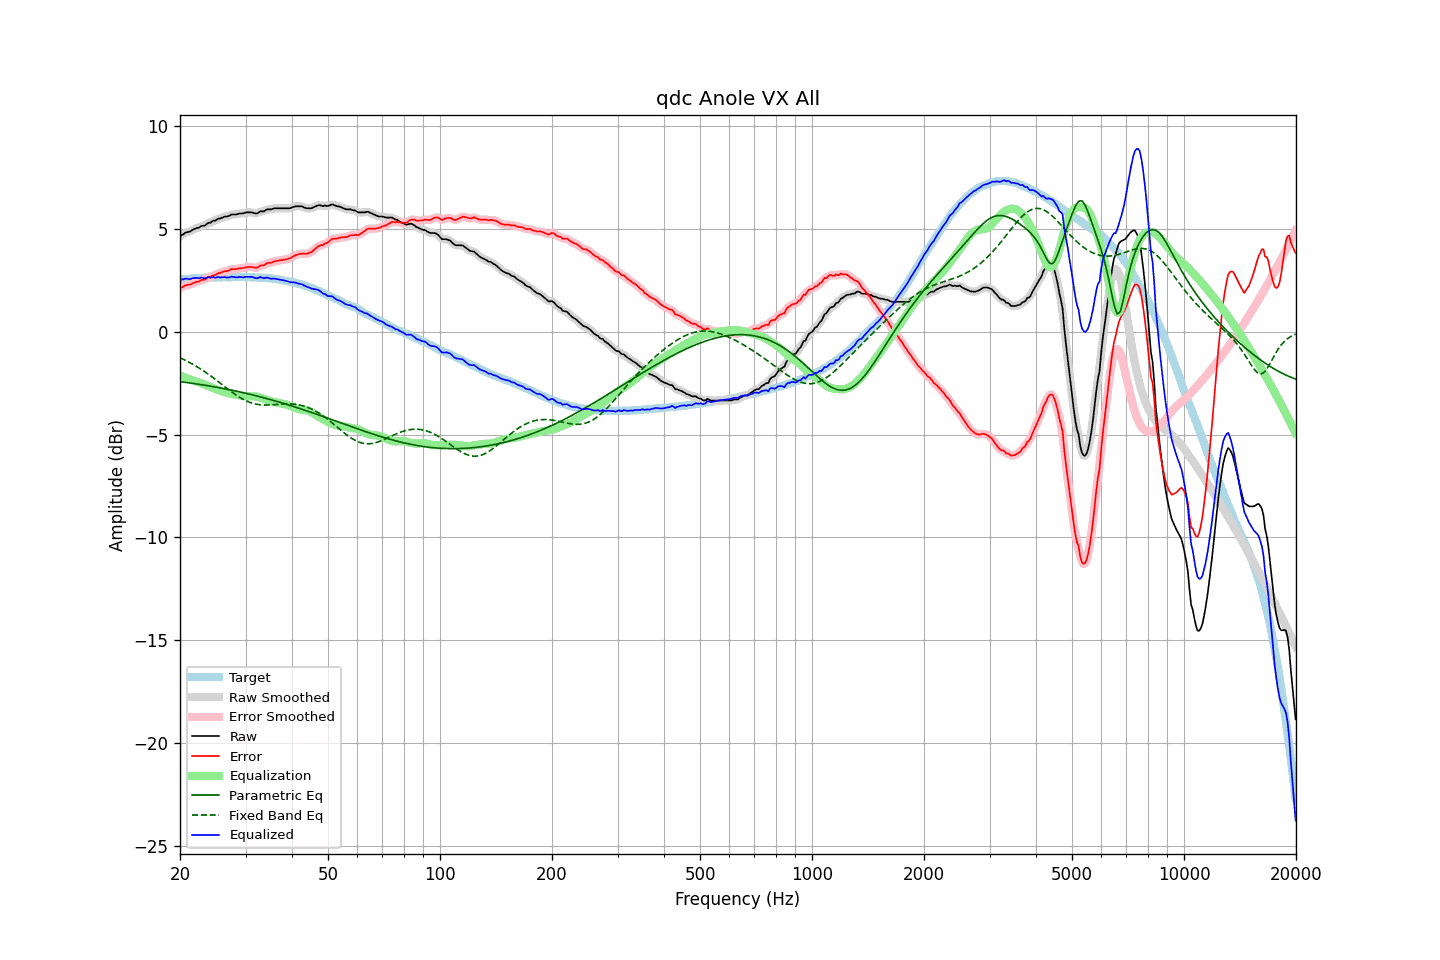 qdc Anole VX All
10
5
0
−5
−10
−15
−20
−25
Amplitude (dBr)
Target
Raw Smoothed
Error Smoothed
Raw
Error
Equalization
Parametric Eq
Fixed Band Eq
Equalized
20 50 100 200 500 1000 2000 5000 10000 20000
Frequency (Hz)